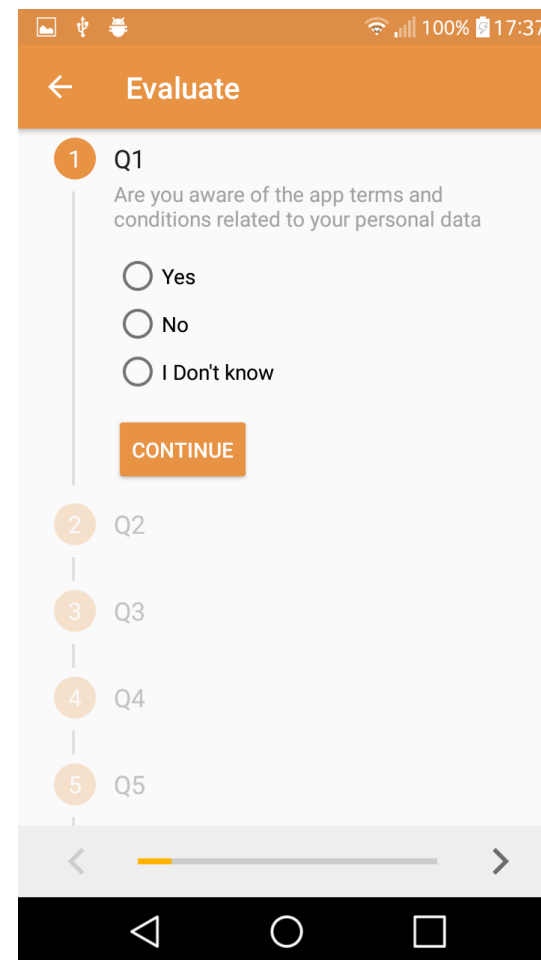 100% 17:37
Evaluate
1 Q1
Are you aware of the app terms and
conditions related to your personal data
Yes
No
I Don't know
CONTINUE
2 Q2
3 Q3
4 Q4
5 Q5